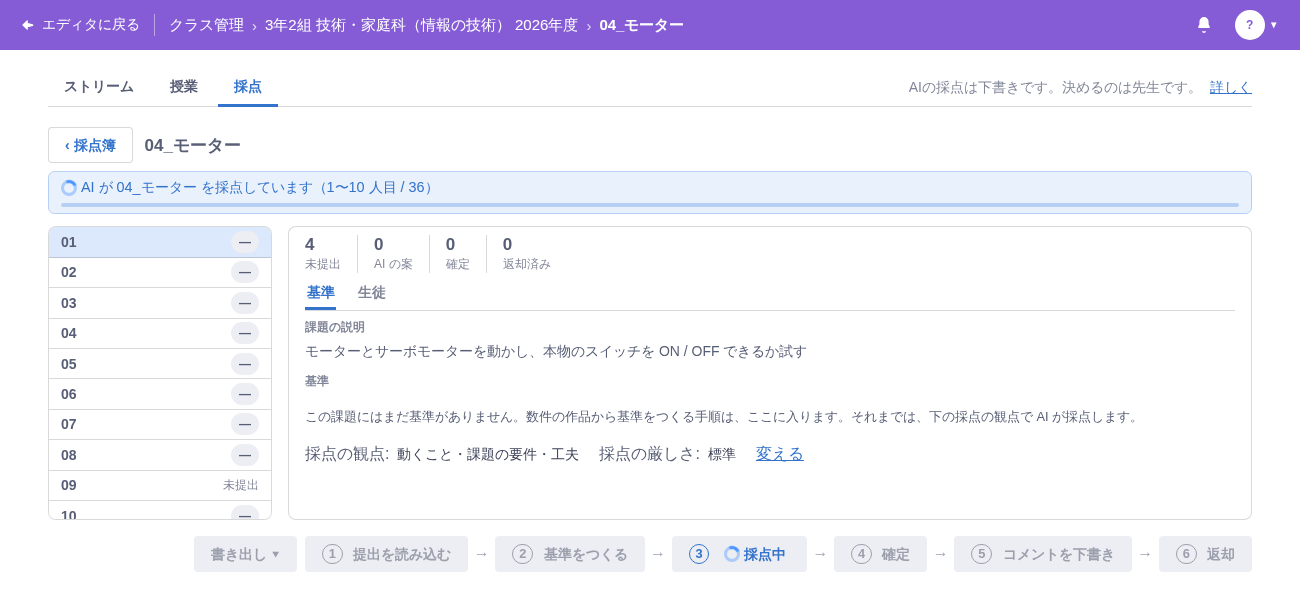 エディタに戻る クラス管理 › 3年2組 技術・家庭科（情報の技術） 2026年度 › 04_モーター ? ▾
ストリーム 授業 採点 AIの採点は下書きです。決めるのは先生です。 詳しく
‹ 採点簿 04_モーター
AI が 04_モーター を採点しています（1〜10 人目 / 36）
01 —
02 —
03 —
04 —
05 —
06 —
07 —
08 —
09 未提出
10 —
4 0 0 0
未提出 AI の案 確定 返却済み
基準 生徒
課題の説明
モーターとサーボモーターを動かし、本物のスイッチを ON / OFF できるか試す
基準
この課題にはまだ基準がありません。数件の作品から基準をつくる手順は、ここに入ります。それまでは、下の採点の観点で AI が採点します。
採点の観点: 動くこと・課題の要件・工夫 採点の厳しさ: 標準 変える
書き出し ▾ 1 提出を読み込む → 2 基準をつくる → 3 採点中 → 4 確定 → 5 コメントを下書き → 6 返却